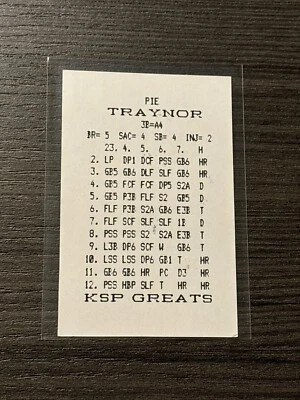 PIE
TRAYNOR
3B=A4
BR= 5 SAC= 4 SB= 4 INJ= 2
23. 4. 5. 6. 7. H
2. LP DP1 DCF PSS GB6 HR
3. GB5 GB6 DLF SLF GB6 HR
4. GB5 FCF FCF DP5 S2A D
5. GB5 P3B FLF S2 GB5 D
6. FLF P3B S2A GB6 E3B T
7. FLF SCF SLF SLF 1B D
8. PSS PSS S2 S2A E3B T
9. L3B DP6 SCF W GB6 T
10. LSS LSS DP6 GB1 T HR
11. GB6 GB6 HR PC D3 HR
12. PSS HBP SLF T HR HR
KSP GREATS